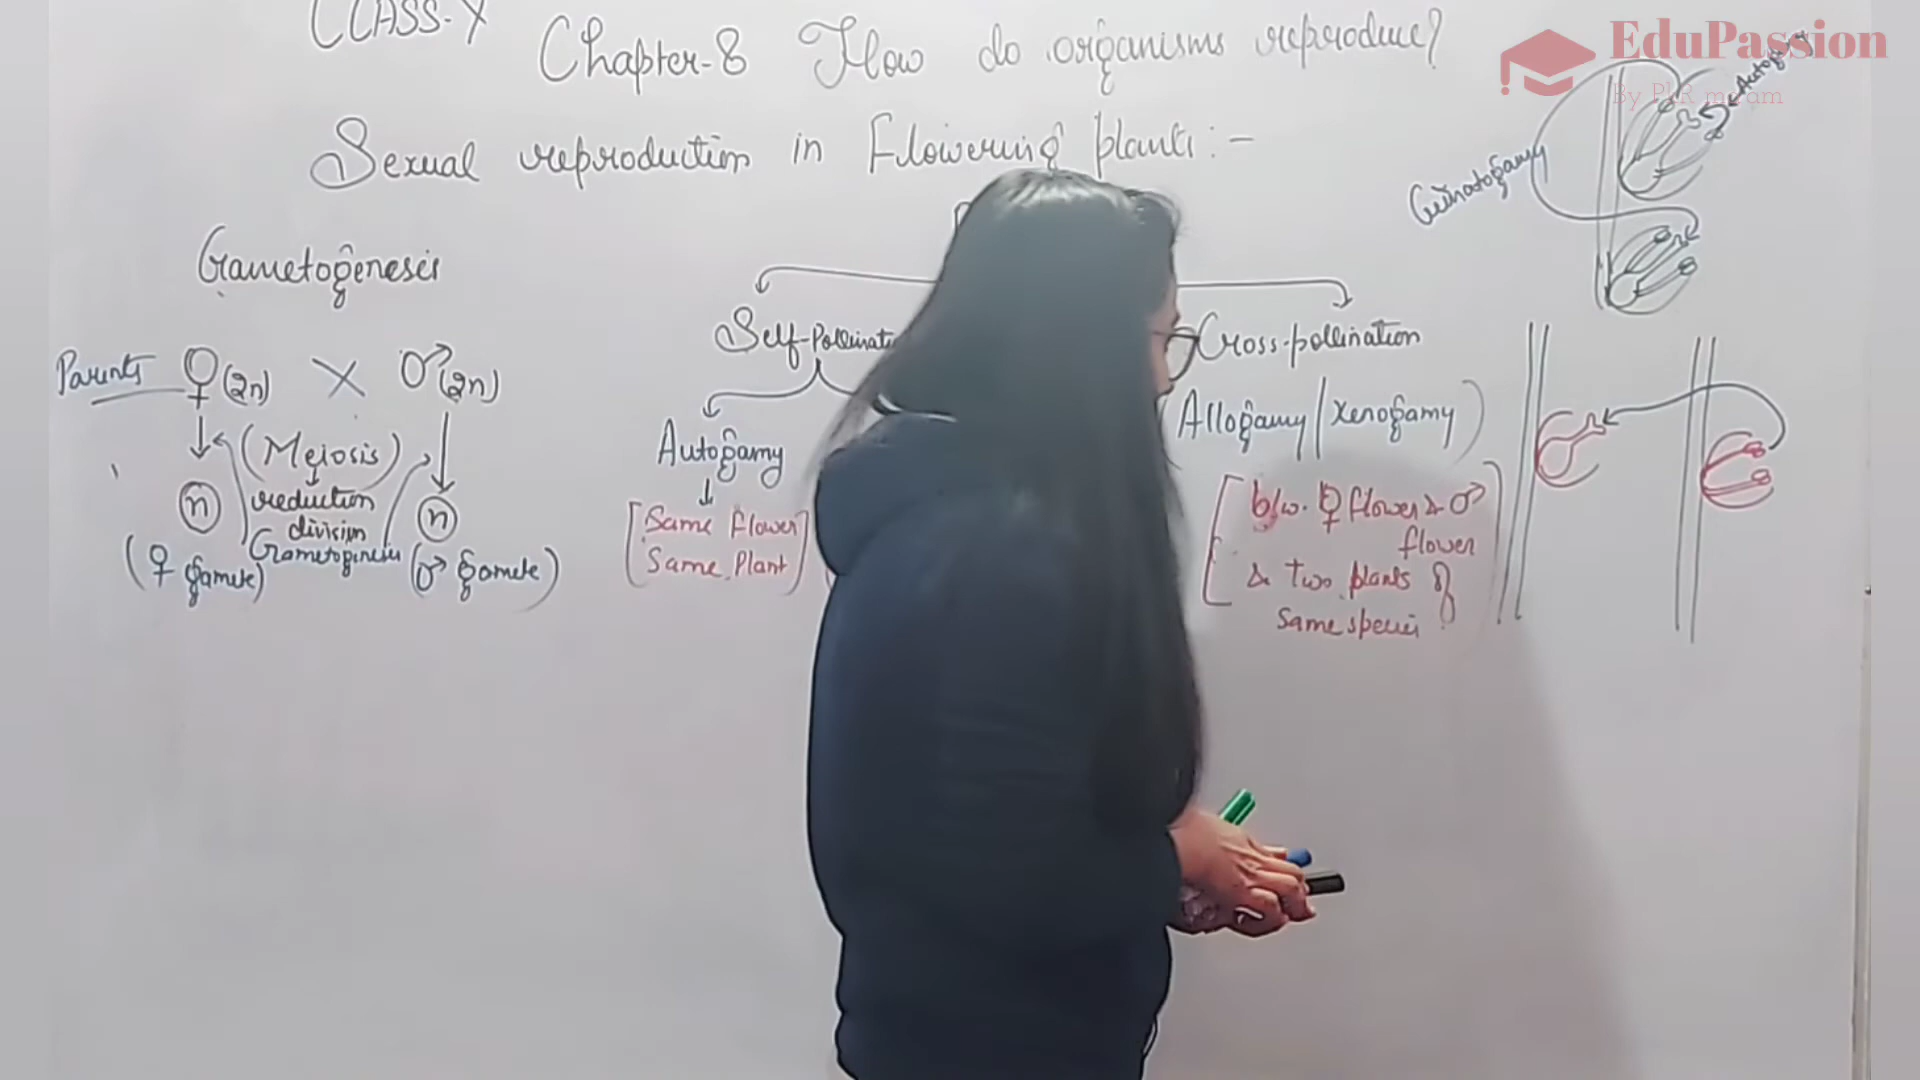 CLASS-X
Chapter-8 How do organisms reproduce?
EduPassion
Sexual reproduction in Flowering plants :-
Autogamy
Geitnatogamy
Gametogenesis
Self-Pollinati
Cross-pollination
Parents ♀ (2n) X ♂ (2n)
Autogamy
Allogamy/Xenogamy)
(Meiosis)
reduction
division
n
n
Gametogenesis
(♀ gamete)
(♂ gamete)
[Same flower]
Same Plant
[b/w. ♀ flower & ♂
flower
& Two plants of
same species